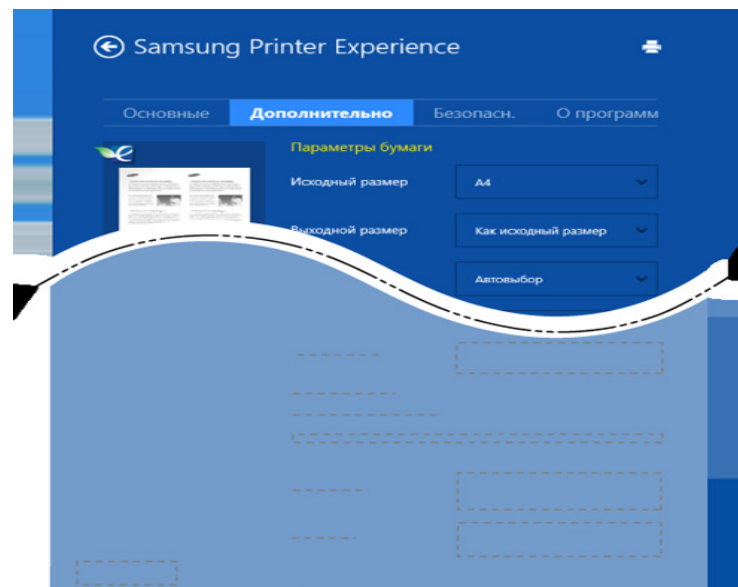 Samsung Printer Experience
Основные Дополнительно Безопасн. О программ
Параметры бумаги
Исходный размер A4
Выходной размер Как исходный размер
Автовыбор